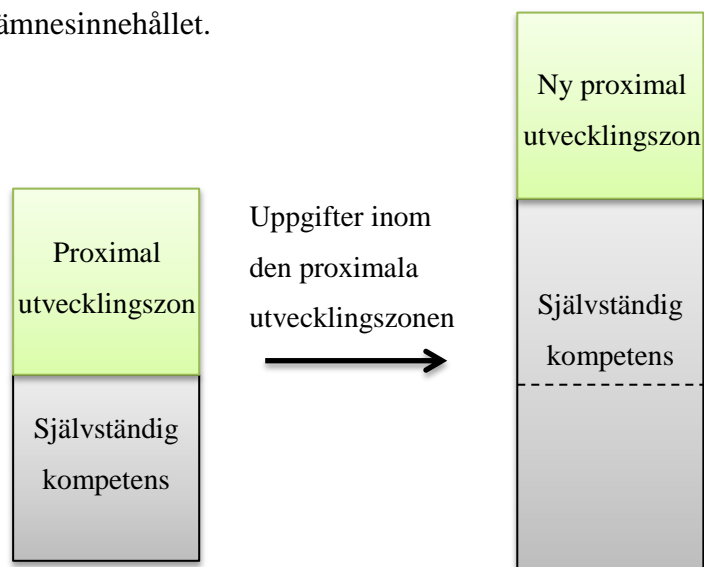 ämnesinnehållet.
Proximal
utvecklingszon
Självständig
kompetens
Uppgifter inom
den proximala
utvecklingszonen
Ny proximal
utvecklingszon
Självständig
kompetens